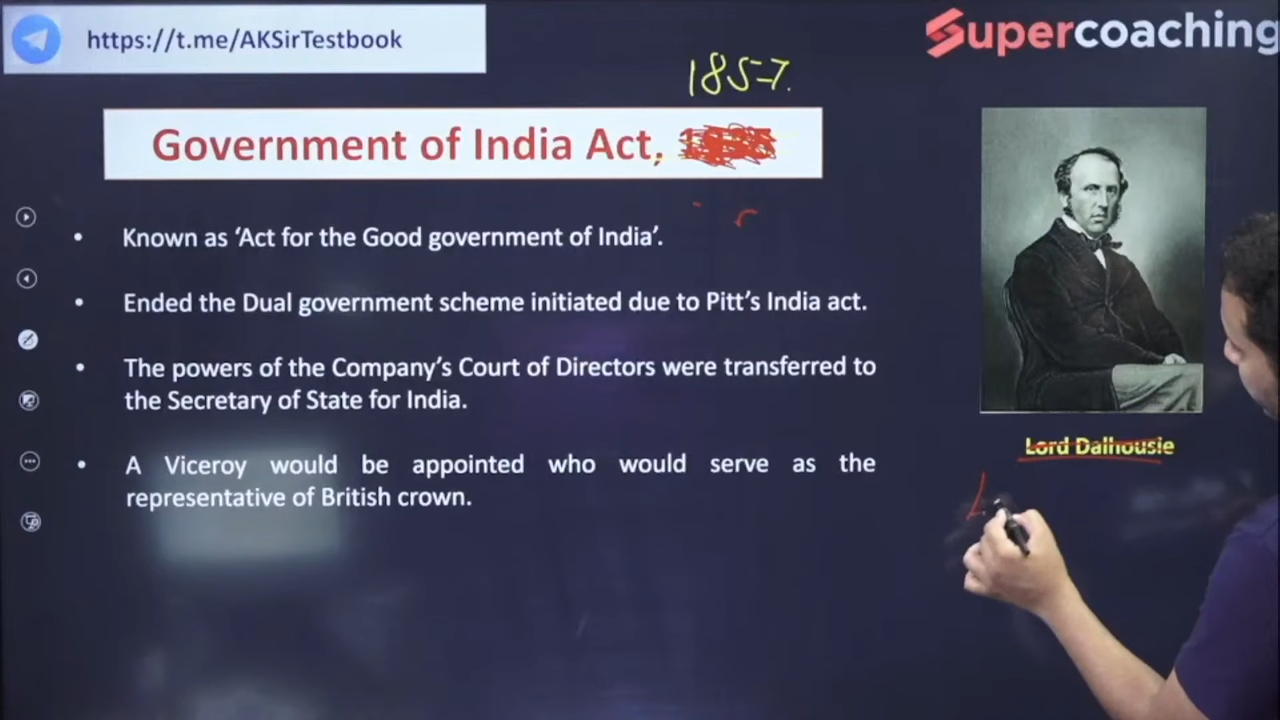 https://t.me/AKSirTestbook
Supercoaching
1857.
Government of India Act,
• Known as ‘Act for the Good government of India’.
• Ended the Dual government scheme initiated due to Pitt’s India act.
• The powers of the Company’s Court of Directors were transferred to
the Secretary of State for India.
• A Viceroy would be appointed who would serve as the
representative of British crown.
Lord Dalhousie
L